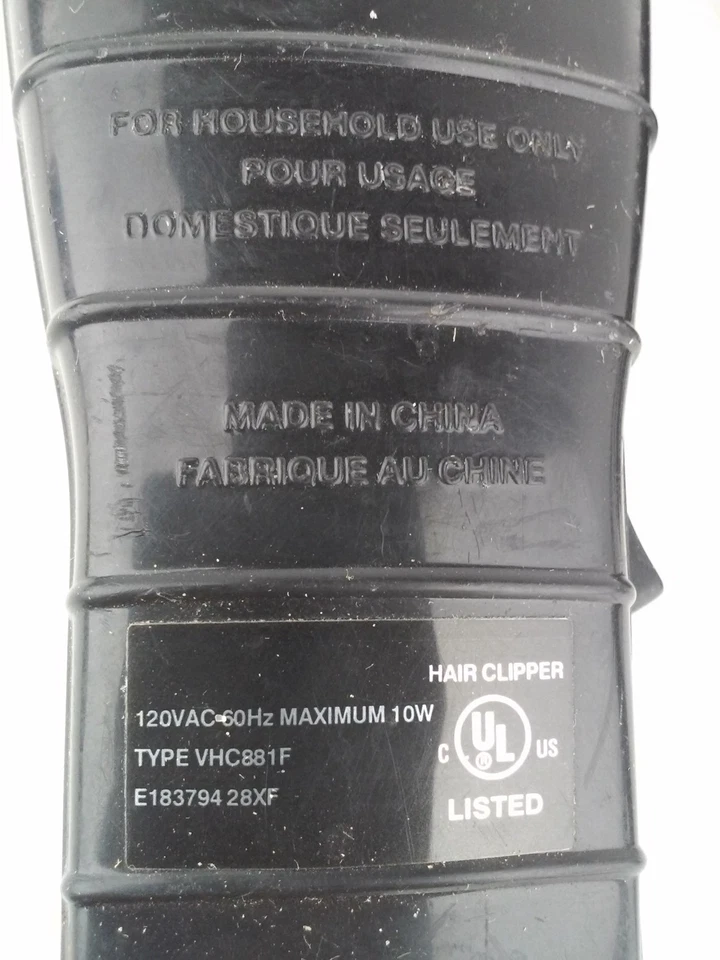 FOR HOUSEHOLD USE ONLY
POUR USAGE
DOMESTIQUE SEULEMENT
MADE IN CHINA
FABRIQUE AU CHINE
HAIR CLIPPER
120VAC 60Hz MAXIMUM 10W
TYPE VHC881F
E183794 28XF
C UL ® US
LISTED